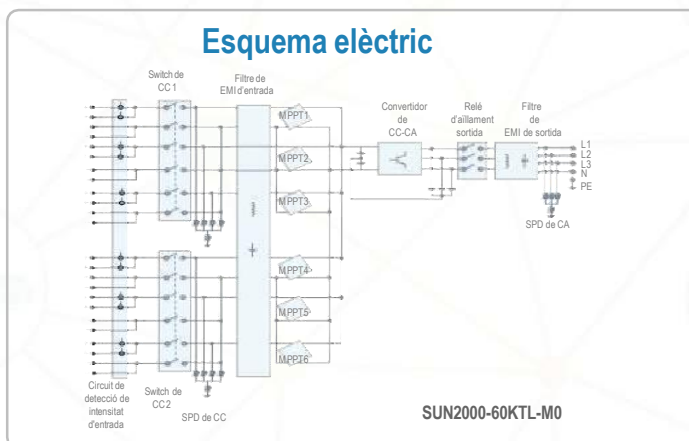 Esquema elèctric
Switch de
CC 1
Filtre de
EMI d'entrada
Convertidor
de
CC-CA
Relé
d'aïllament
sortida
Filtre
de
EMI de sortida
MPPT1
MPPT2
MPPT3
L1
L2
L3
N
PE
SPD de CA
MPPT4
MPPT5
MPPT6
Circuit de
detecció de
intensitat
d'entrada
Switch de
CC 2
SPD de CC
SUN2000-60KTL-M0